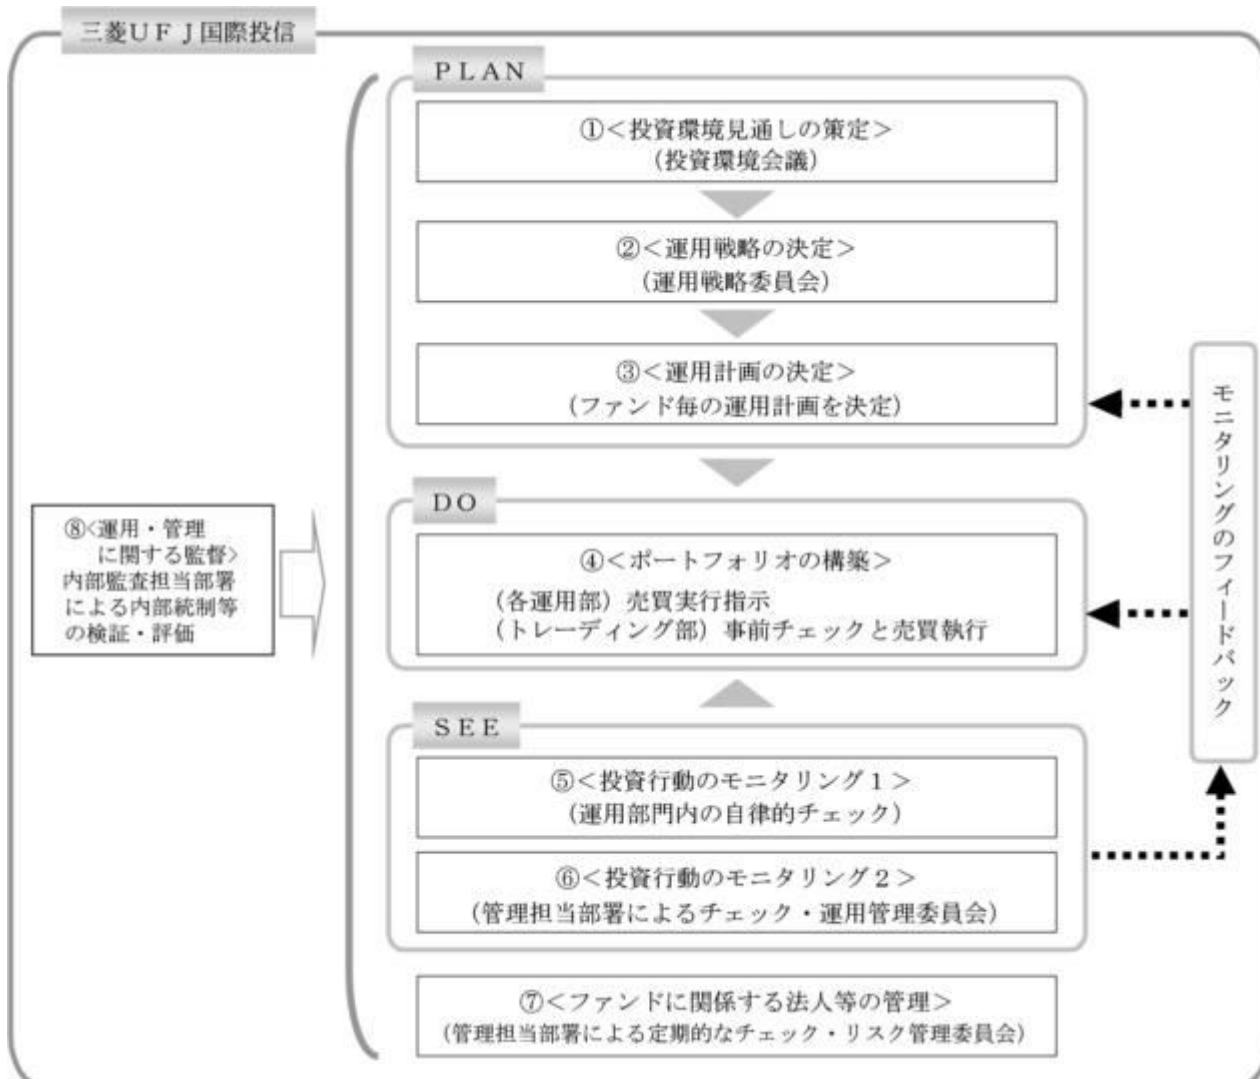 三菱ＵＦＪ国際投信
ＰＬＡＮ
①＜投資環境見通しの策定＞
（投資環境会議）
②＜運用戦略の決定＞
（運用戦略委員会）
③＜運用計画の決定＞
（ファンド毎の運用計画を決定）
ＤＯ
④＜ポートフォリオの構築＞
（各運用部）売買実行指示
（トレーディング部）事前チェックと売買執行
ＳＥＥ
⑤＜投資行動のモニタリング１＞
（運用部門内の自律的チェック）
⑥＜投資行動のモニタリング２＞
（管理担当部署によるチェック・運用管理委員会）
⑦＜ファンドに関係する法人等の管理＞
（管理担当部署による定期的なチェック・リスク管理委員会）
⑧＜運用・管理
に関する監督＞
内部監査担当部署
による内部統制等
の検証・評価
モニタリングのフィードバック